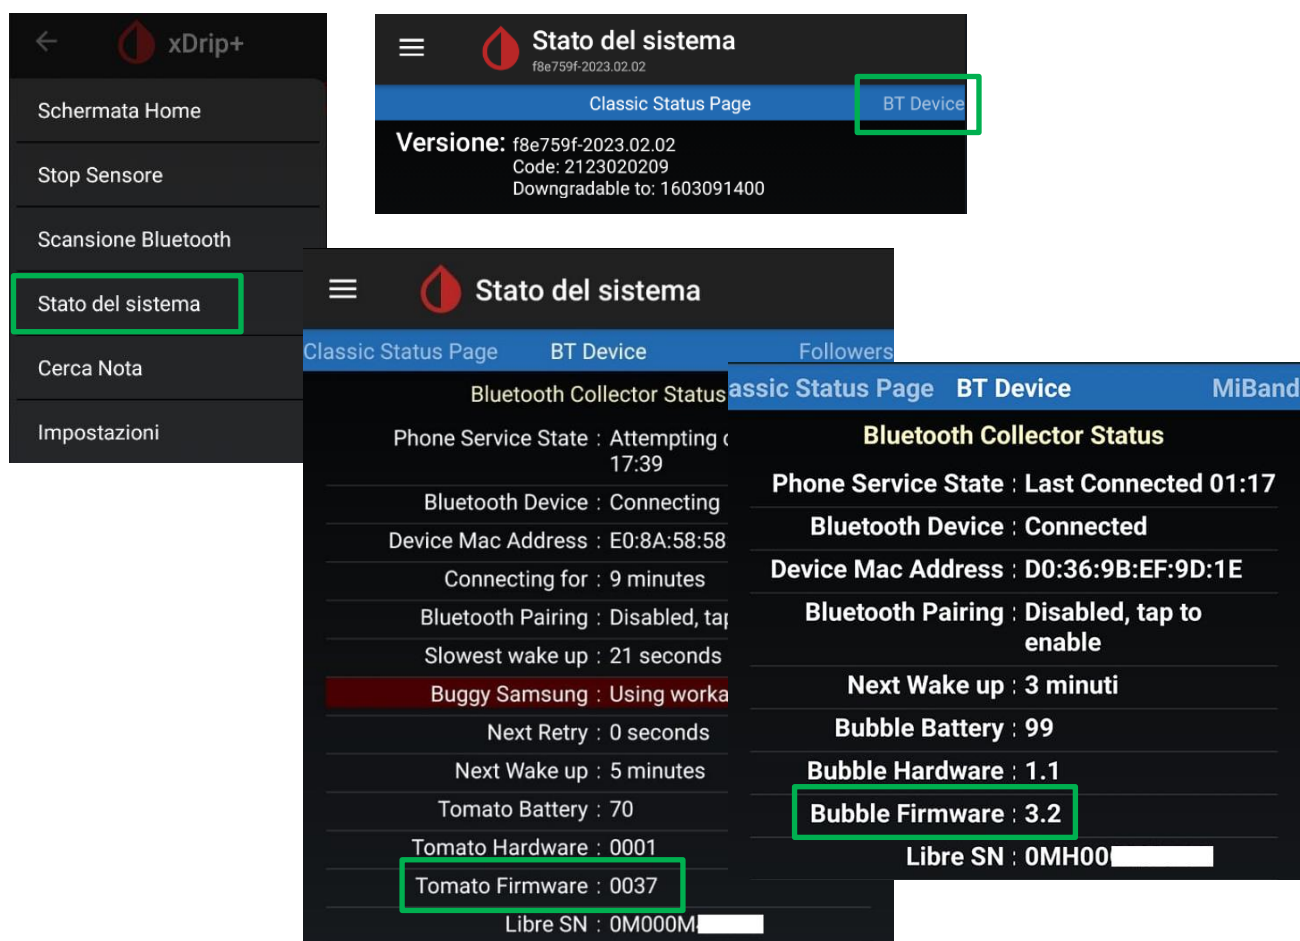 xDrip+
Schermata Home
Stop Sensore
Scansione Bluetooth
Stato del sistema
Cerca Nota
Impostazioni
Stato del sistema
f8e759f-2023.02.02
Classic Status Page BT Device
Versione: f8e759f-2023.02.02
Code: 2123020209
Downgradable to: 1603091400
Stato del sistema
Classic Status Page BT Device Followers
Bluetooth Collector Status
Phone Service State : Attempting
17:39
Bluetooth Device : Connecting
Device Mac Address : E0:8A:58:58
Connecting for : 9 minutes
Bluetooth Pairing : Disabled,
Slowest wake up : 21 seconds
Buggy Samsung : Using
Next Retry : 0 seconds
Next Wake up : 5 minutes
Tomato Battery : 70
Tomato Hardware : 0001
Tomato Firmware : 0037
Libre SN : 0M000M
assic Status Page BT Device MiBand
Bluetooth Collector Status
Phone Service State : Last Connected 01:17
Bluetooth Device : Connected
Device Mac Address : D0:36:9B:EF:9D:1E
Bluetooth Pairing : Disabled, tap to
enable
Next Wake up : 3 minuti
Bubble Battery : 99
Bubble Hardware : 1.1
Bubble Firmware : 3.2
Libre SN : 0MH00